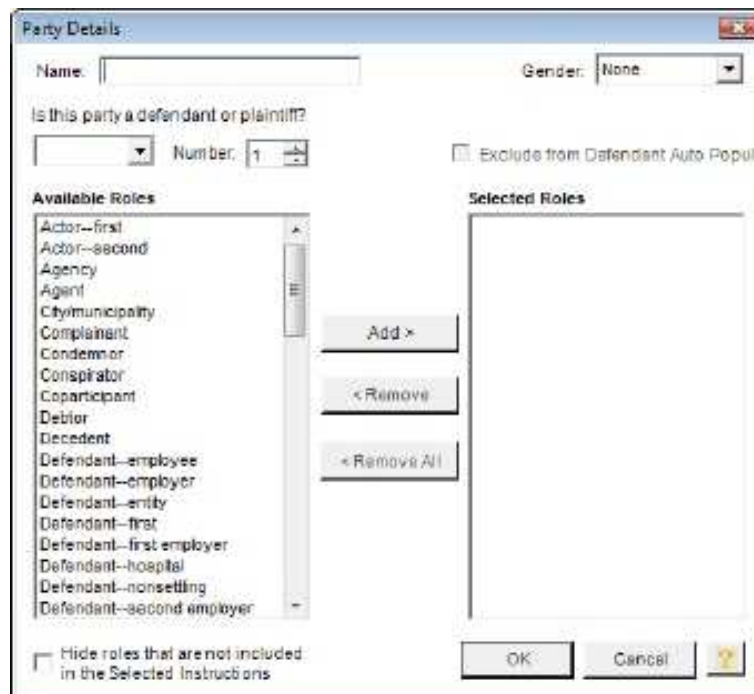 Party Details
Name: Gender: None
Is this party a defendant or plaintiff?
Number: 1 Exclude from Defendant Auto Popul
Available Roles Selected Roles
Actor--first
Actor--second
Agency
Agent
City/municipality
Complainant
Condemnor
Conspirator
Coparticipant
Debtor
Decedent
Defendant--employee
Defendant--employer
Defendant--entity
Defendant--first
Defendant--first employer
Defendant--hospital
Defendant--nonsettling
Defendant--second employer
Add >
< Remove
< Remove All
Hide roles that are not included
in the Selected Instructions
OK Cancel ?